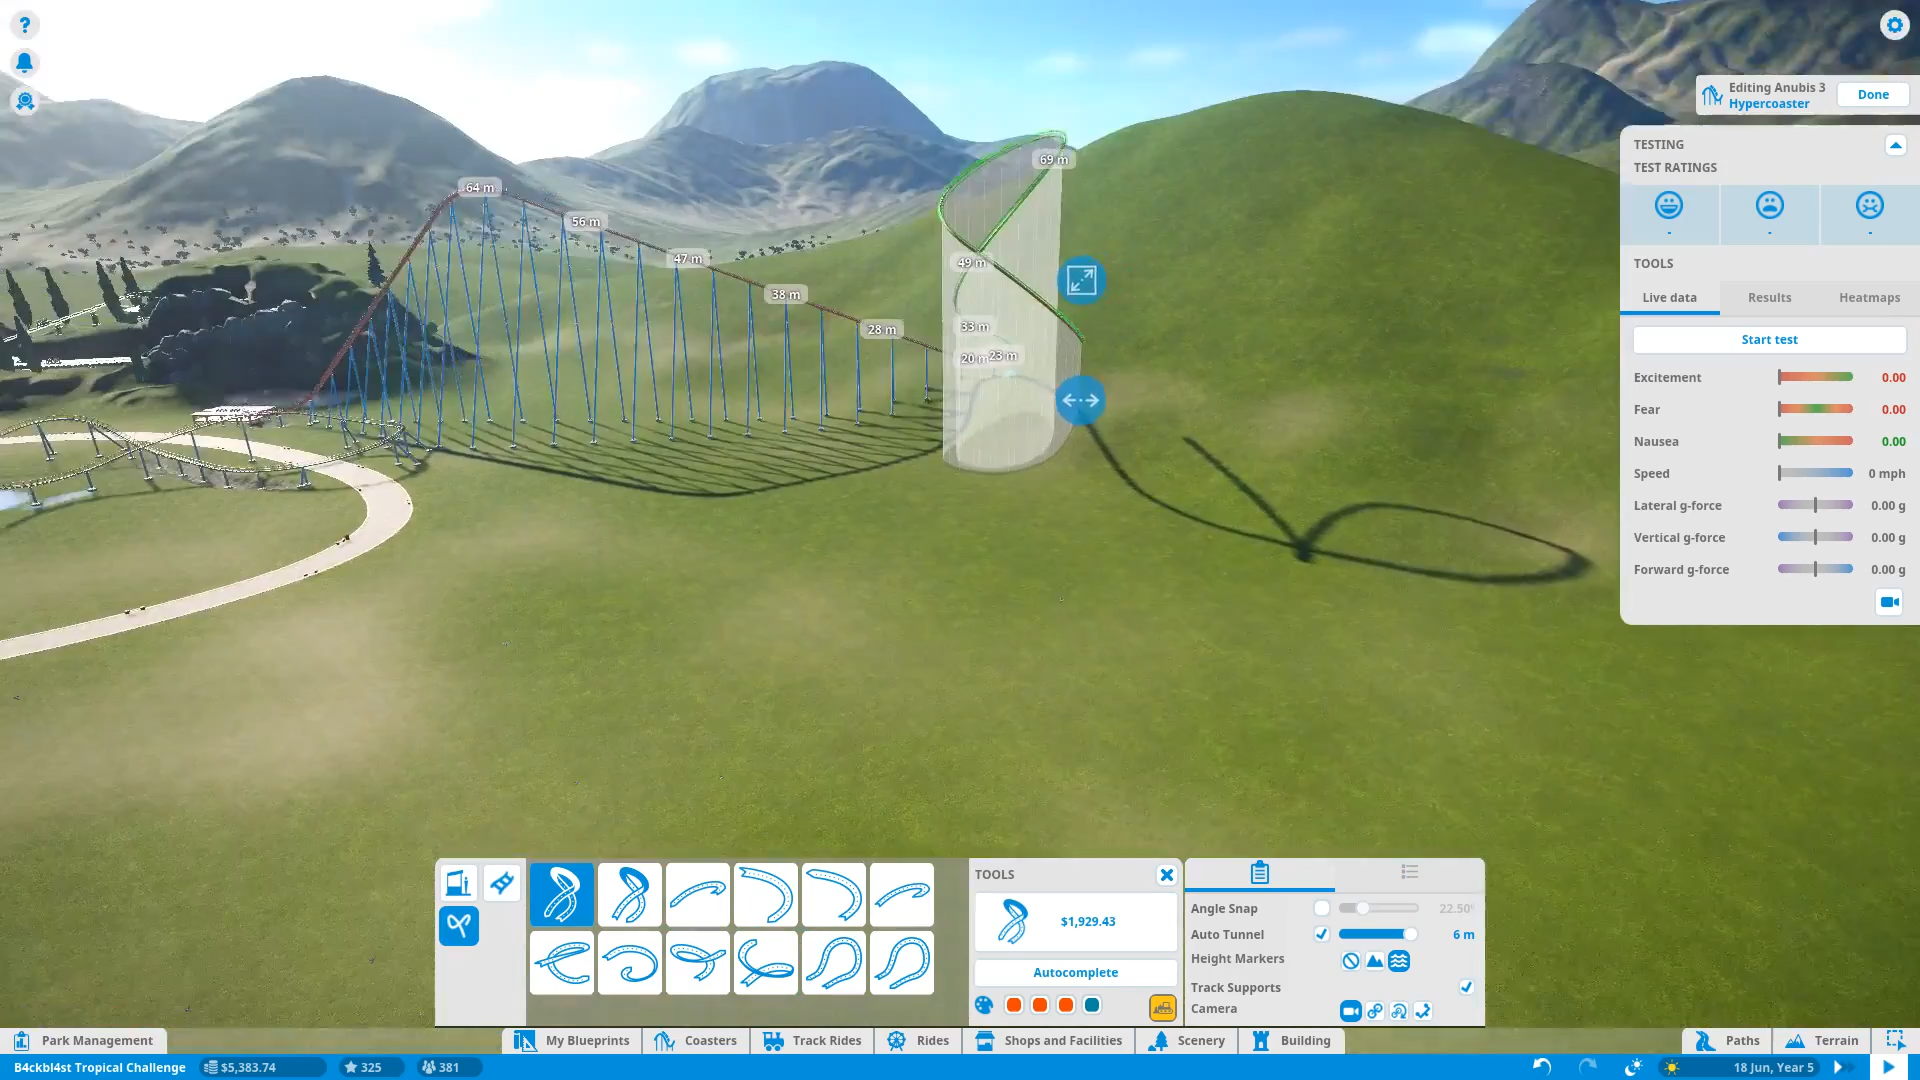 ?
Editing Anubis 3
Hypercoaster
Done
TESTING
TEST RATINGS
-
-
-
TOOLS
Live data
Results
Heatmaps
Start test
Excitement 0.00
Fear 0.00
Nausea 0.00
Speed 0 mph
Lateral g-force 0.00 g
Vertical g-force 0.00 g
Forward g-force 0.00 g
69 m
64 m
56 m
47 m
49 m
38 m
33 m
28 m
20 m
23 m
TOOLS
$1,929.43
Autocomplete
Angle Snap 22.50°
Auto Tunnel 6 m
Height Markers
Track Supports
Camera
Park Management
My Blueprints
Coasters
Track Rides
Rides
Shops and Facilities
Scenery
Building
Paths
Terrain
B4ckbl4st Tropical Challenge
$5,383.74
325
381
18 Jun, Year 5